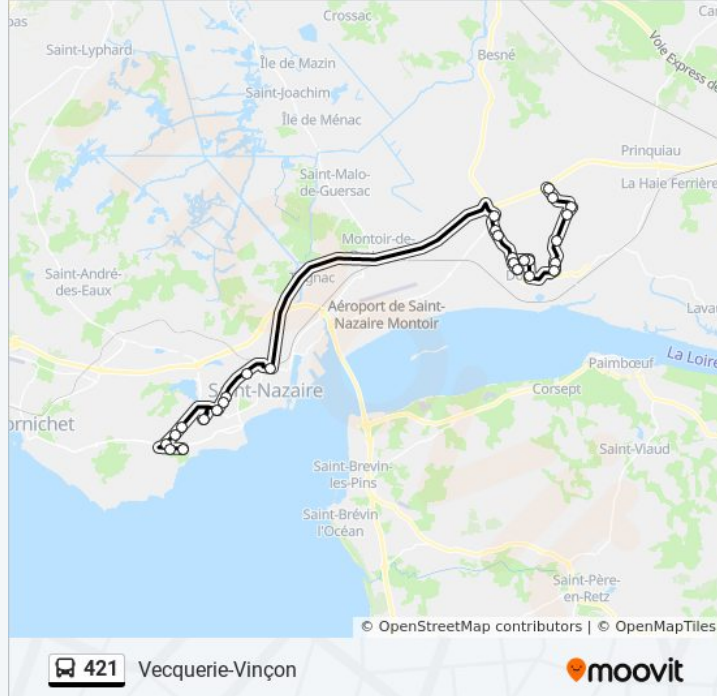 Crossac
Besné
Saint-Lyphard
Île de Mazin
Saint-Joachim
Île de Ménac
Voie Express de
Prinquiau
La Haie Ferrière
Saint-Malo-
de-Guersac
Montoir-de-
Saint-André-
des-Eaux
Aéroport de Saint-
Nazaire Montoir
Lavau
La Loire
Paimbœuf
Saint-Nazaire
Corsept
ornichet
Saint-Viaud
Saint-Brevin-
les-Pins
Saint-Brévin
l'Océan
Saint-Père-
en-Retz
© OpenStreetMap contributors | © OpenMapTiles
421 Vecquerie-Vinçon
moovit